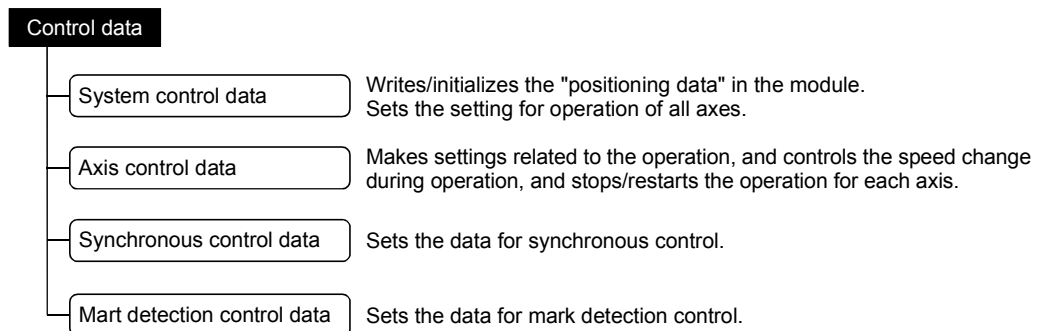 Control data
System control data
Writes/initializes the "positioning data" in the module.
Sets the setting for operation of all axes.
Axis control data
Makes settings related to the operation, and controls the speed change
during operation, and stops/restarts the operation for each axis.
Synchronous control data
Sets the data for synchronous control.
Mart detection control data
Sets the data for mark detection control.